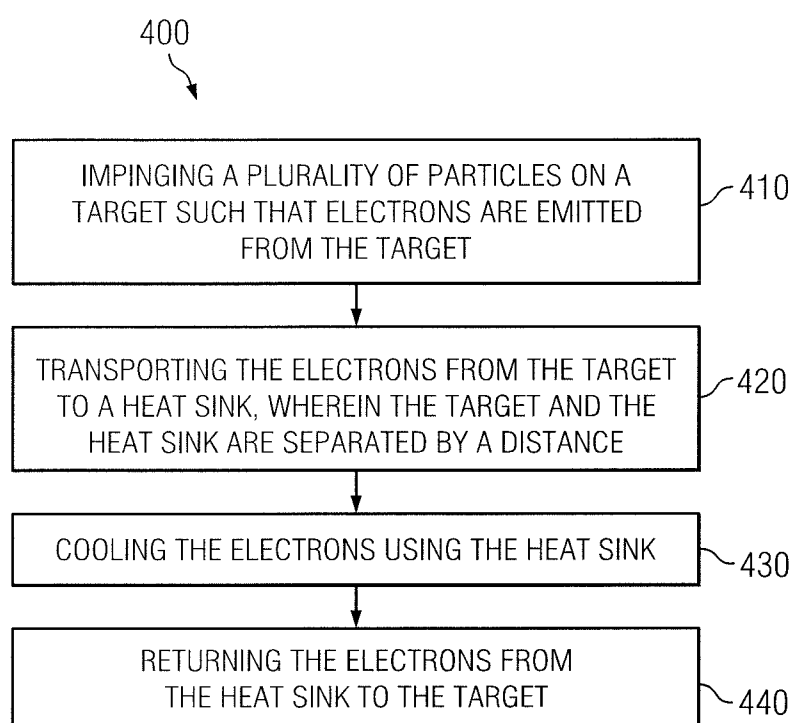 400
IMPINGING A PLURALITY OF PARTICLES ON A
TARGET SUCH THAT ELECTRONS ARE EMITTED
FROM THE TARGET
410
TRANSPORTING THE ELECTRONS FROM THE TARGET
TO A HEAT SINK, WHEREIN THE TARGET AND THE
HEAT SINK ARE SEPARATED BY A DISTANCE
420
COOLING THE ELECTRONS USING THE HEAT SINK
430
RETURNING THE ELECTRONS FROM
THE HEAT SINK TO THE TARGET
440